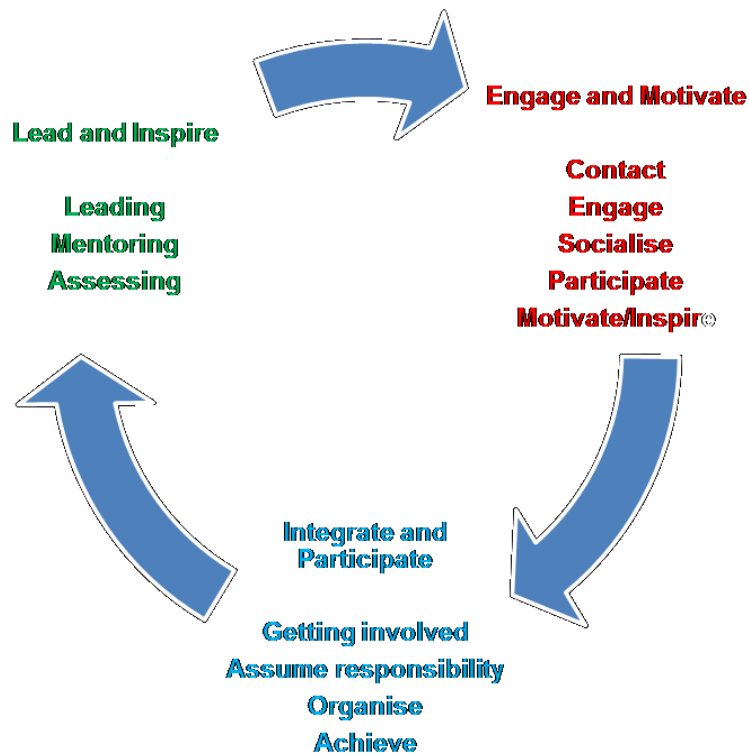 Engage and Motivate
Contact
Engage
Socialise
Participate
Motivate/Inspire
Integrate and
Participate
Getting involved
Assume responsibility
Organise
Achieve
Lead and Inspire
Leading
Mentoring
Assessing